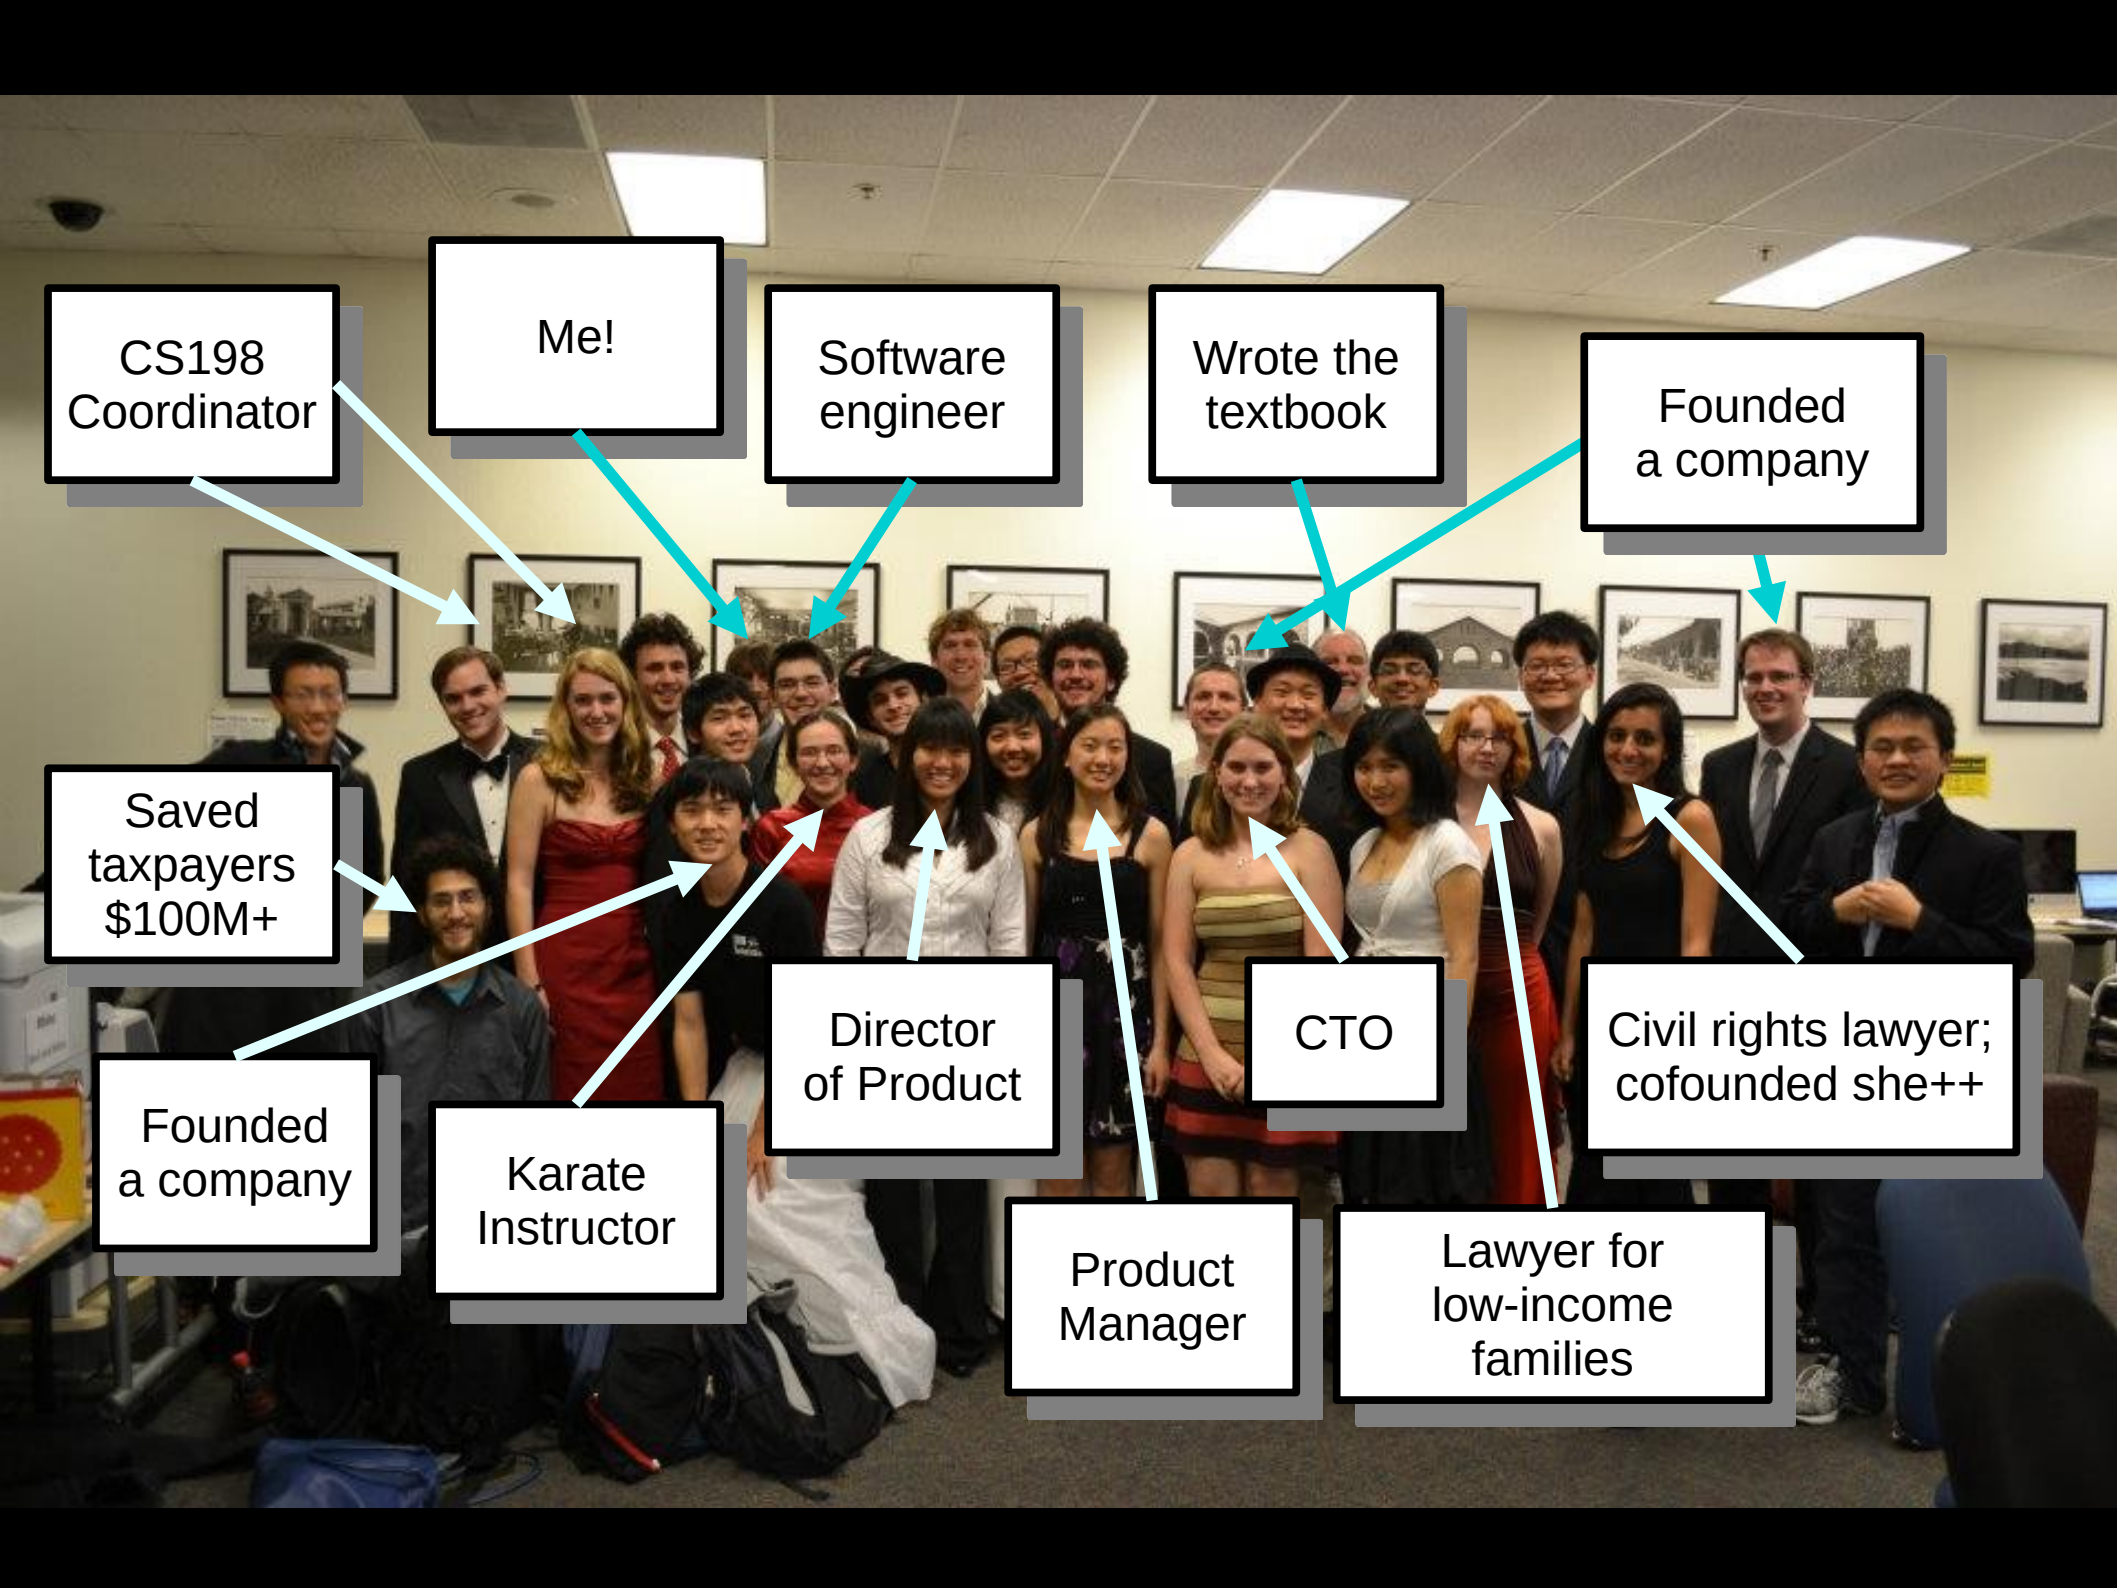 CS198
Coordinator
Me!
Software
engineer
Wrote the
textbook
Founded
a company
Saved
taxpayers
$100M+
Founded
a company
Karate
Instructor
Director
of Product
Product
Manager
CTO
Lawyer for
low-income
families
Civil rights lawyer;
cofounded she++